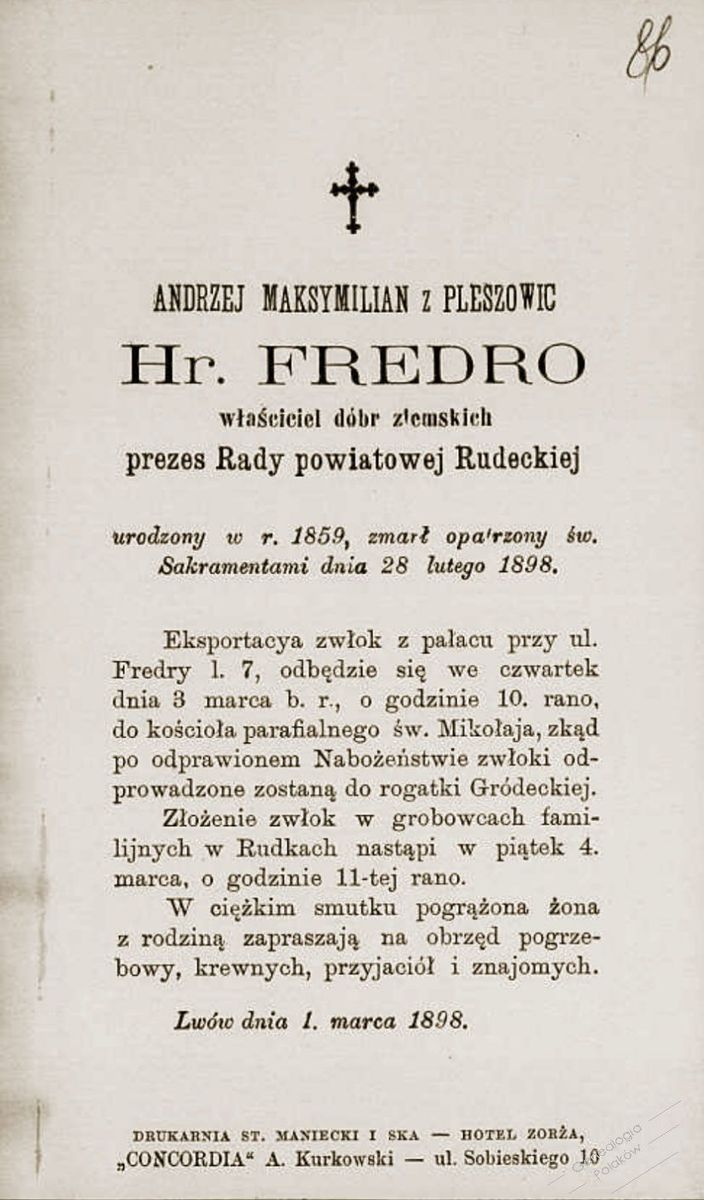 86
ANDRZEJ MAKSYMILIAN Z PLESZOWIC
Hr. FREDRO
właściciel dóbr ziemskich
prezes Rady powiatowej Rudeckiej
urodzony w r. 1859, zmarł opatrzony św.
Sakramentami dnia 28 lutego 1898.
Eksportacya zwłok z pałacu przy ul.
Fredry l. 7, odbędzie się we czwartek
dnia 3 marca b. r., o godzinie 10. rano,
do kościoła parafialnego św. Mikołaja, zkąd
po odprawionem Nabożeństwie zwłoki od-
prowadzone zostaną do rogatki Gródeckiej.
Złożenie zwłok w grobowcach fami-
lijnych w Rudkach nastąpi w piątek 4.
marca, o godzinie 11-tej rano.
W ciężkim smutku pogrążona żona
z rodziną zapraszają na obrzęd pogrze-
bowy, krewnych, przyjaciół i znajomych.
Lwów dnia 1. marca 1898.
DRUKARNIA ST. MANIECKI I SKA — HOTEL ZORŻA,
„CONCORDIA“ A. Kurkowski — ul. Sobieskiego 10
Genealogia
Polaków